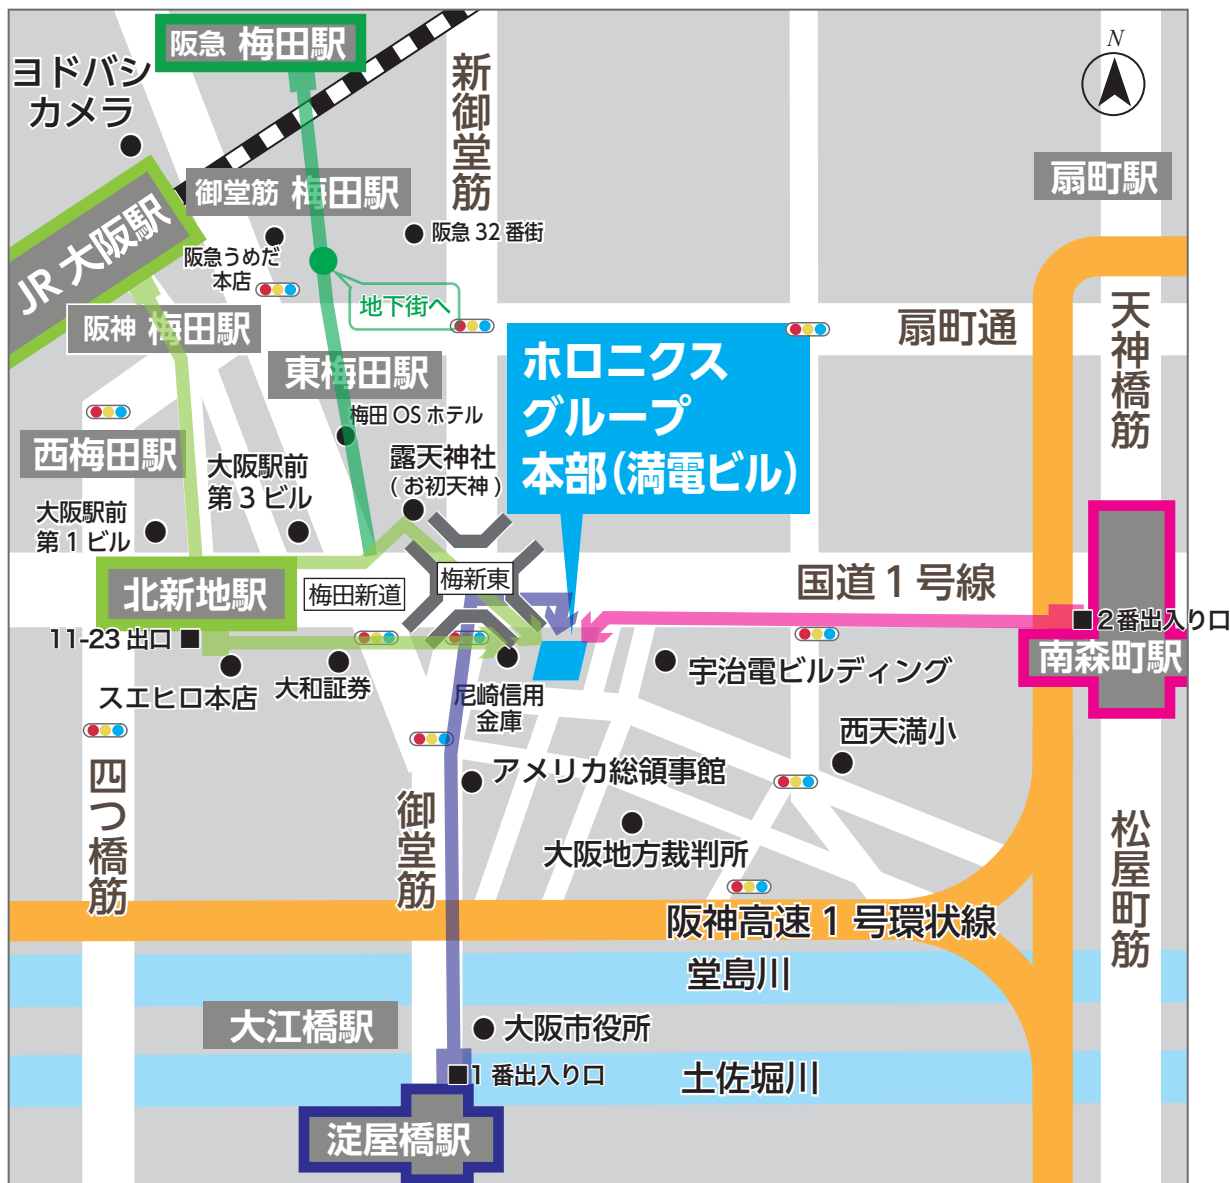 阪急 梅田駅
N
ヨドバシ
カメラ
新御堂筋
扇町駅
御堂筋 梅田駅
JR 大阪駅
阪急 32 番街
阪急うめだ
本店
地下街へ
阪神 梅田駅
扇町通
天神橋筋
ホロニクス
グループ
本部(満電ビル)
東梅田駅
梅田 OS ホテル
西梅田駅
大阪駅前
第 3 ビル
露天神社
( お初天神 )
大阪駅前
第 1 ビル
北新地駅
梅田新道
梅新東
国道 1 号線
11-23 出口
2番出入り口
南森町駅
スエヒロ本店
大和証券
尼崎信用
金庫
宇治電ビルディング
西天満小
四つ橋筋
御堂筋
アメリカ総領事館
大阪地方裁判所
松屋町筋
阪神高速 1 号環状線
堂島川
大江橋駅
大阪市役所
1 番出入り口
土佐堀川
淀屋橋駅